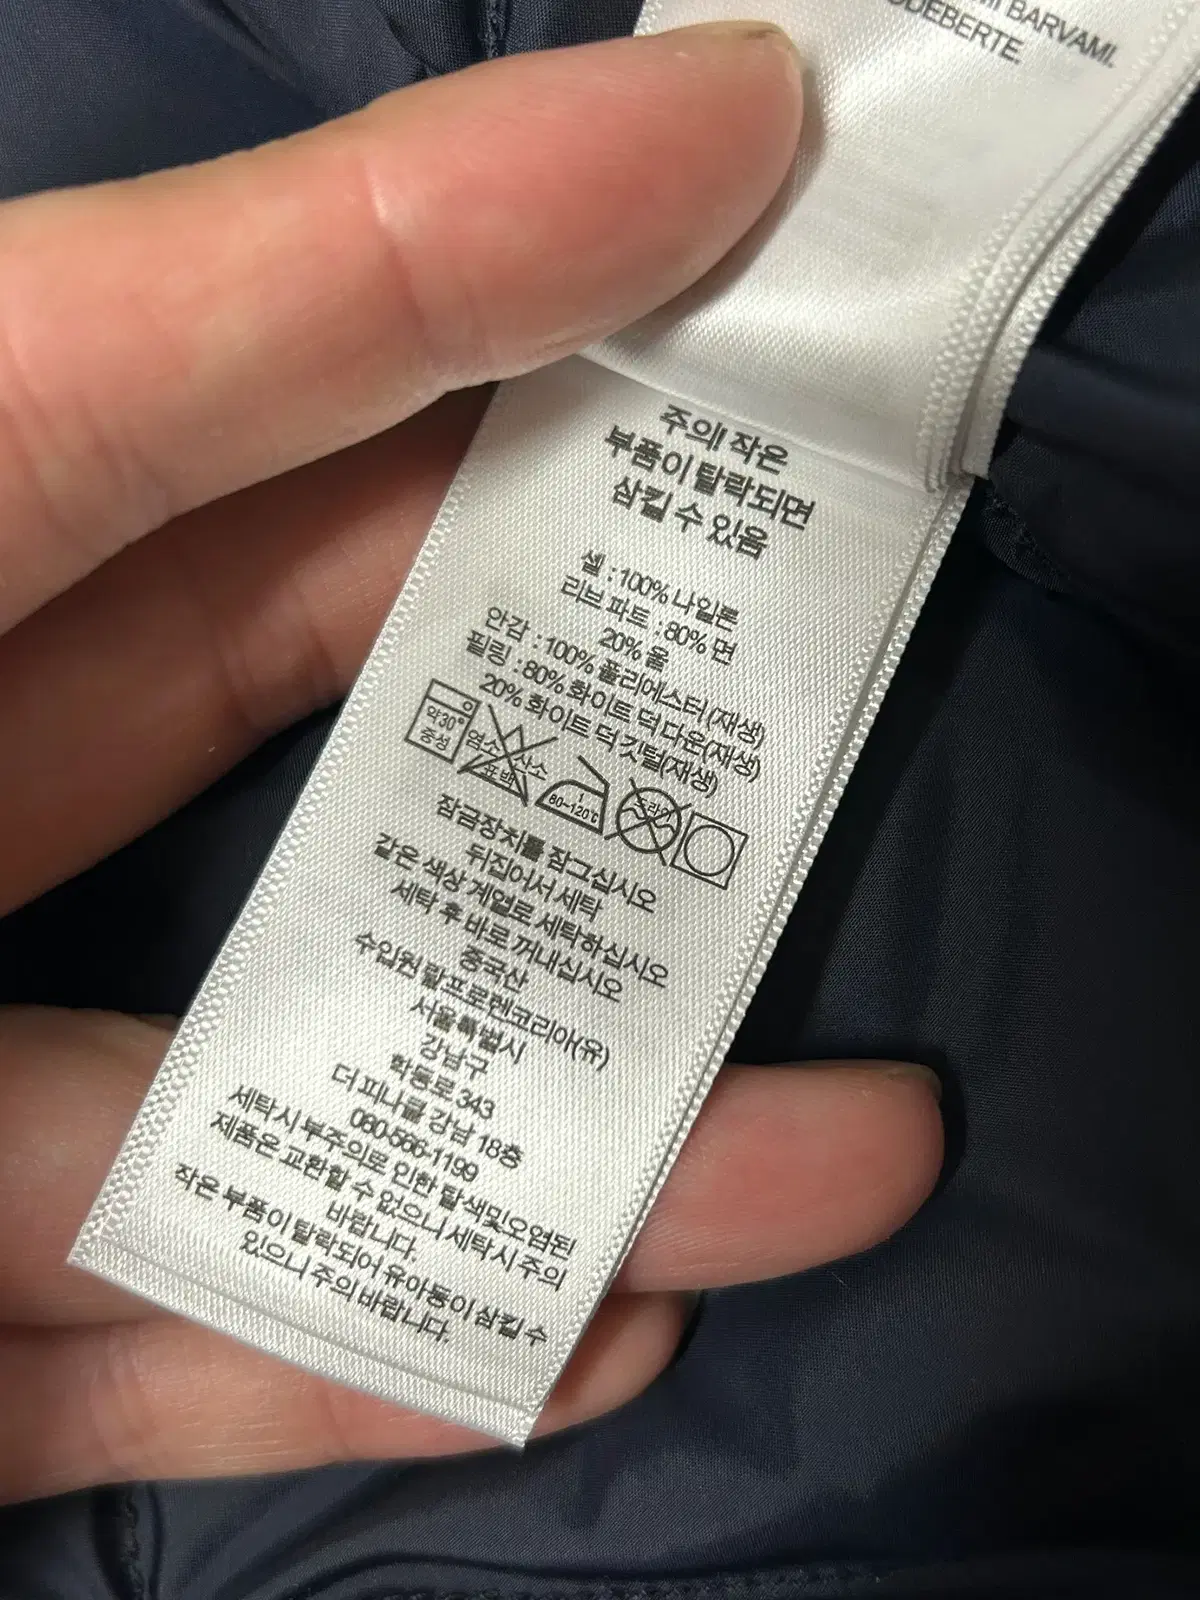 BARVAMI.
ODEBERTE.
주의! 작은
부품이 탈락되면
삼킬 수 있음
셸 : 100% 나일론
리브 파트 : 80% 면
20% 울
안감 : 100% 폴리에스터 (재생)
필링 : 80% 화이트 덕 다운(재생)
20% 화이트 덕 깃털(재생)
약30°
중성
염소 산소
표백
80~120℃
드라이
잠금장치를 잠그십시오
뒤집어서 세탁
같은 색상 계열로 세탁하십시오
세탁 후 바로 꺼내십시오
중국산
수입원 랄프로렌코리아(유)
서울특별시
강남구
학동로 343
더 피나클 강남 18층
080-566-1199
세탁시 부주의로 인한 탈색및오염된
제품은 교환할 수 없으니 세탁시 주의
바랍니다.
작은 부품이 탈락되어 유아동이 삼킬 수
있으니 주의 바랍니다.